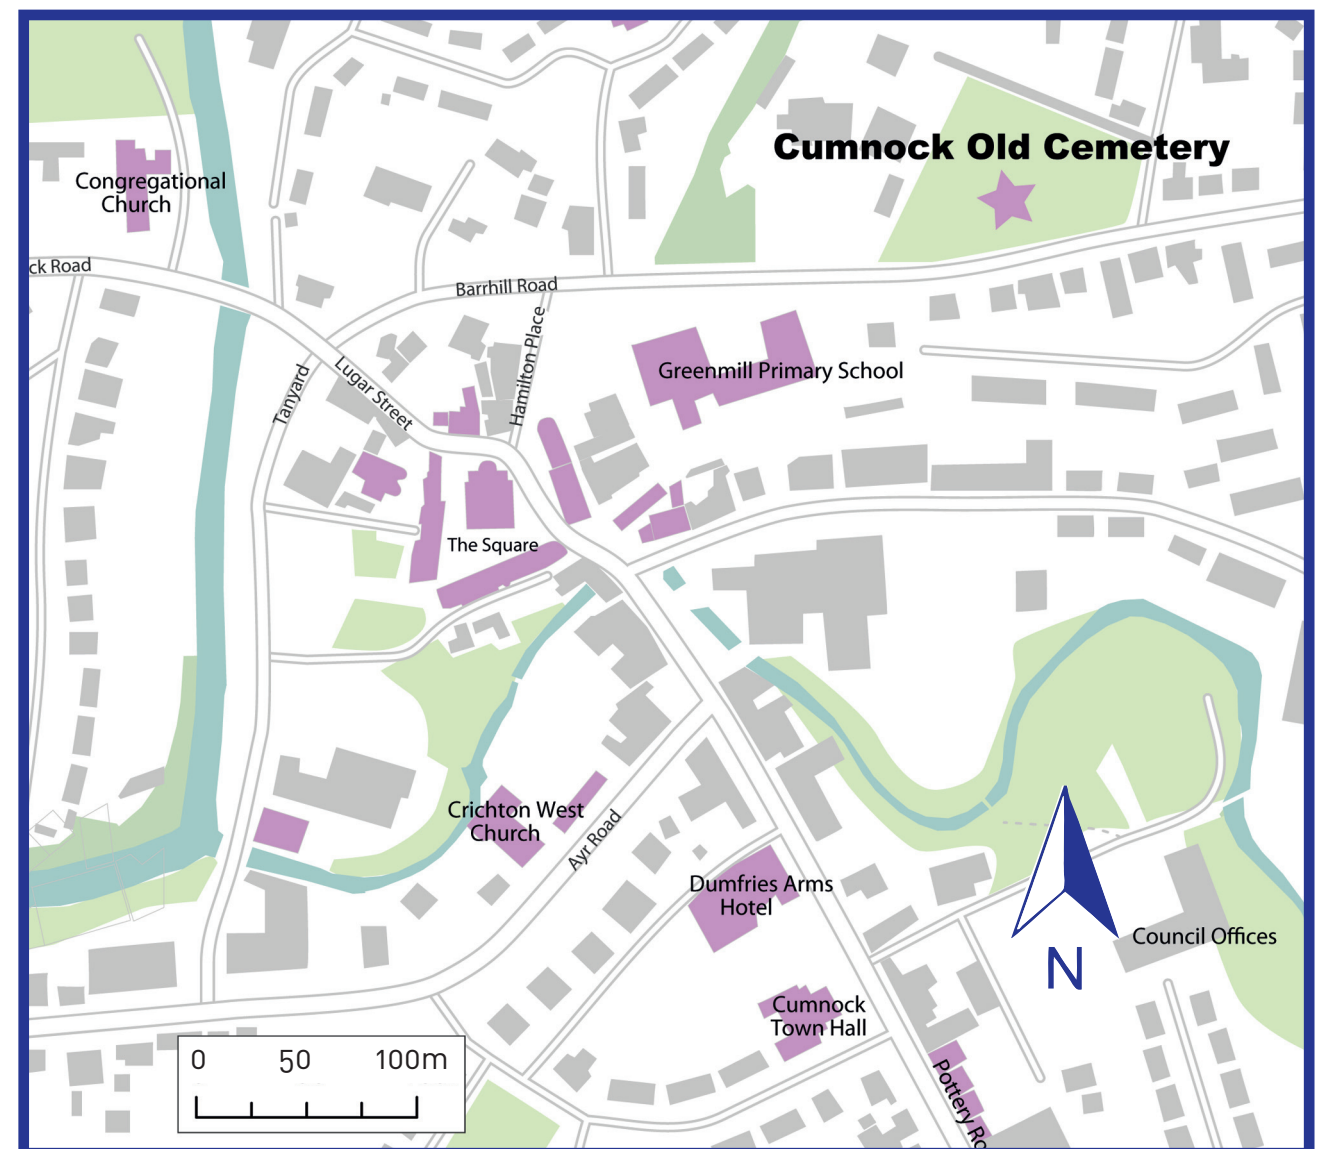 Cumnock Old Cemetery
Congregational
Church
ck Road
Barrhill Road
Hamilton Place
Lugar Street
Tanyard
Greenmill Primary School
The Square
Crichton West
Church
Ayr Road
Dumfries Arms
Hotel
Council Offices
N
Cumnock
Town Hall
Pottery Ro
0 50 100m